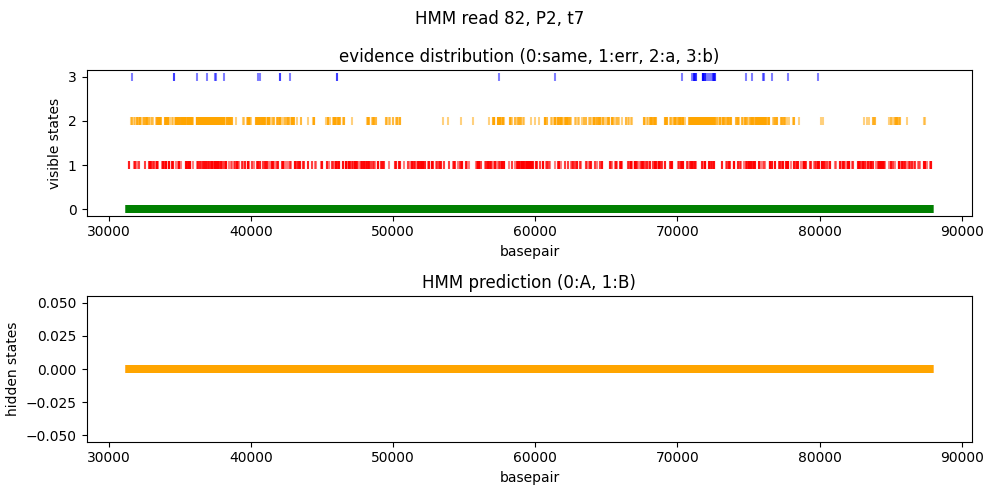 HMM read 82, P2, t7
evidence distribution (0:same, 1:err, 2:a, 3:b)
visible states
3
2
1
0
30000 40000 50000 60000 70000 80000 90000
basepair
HMM prediction (0:A, 1:B)
hidden states
0.050
0.025
0.000
−0.025
−0.050
30000 40000 50000 60000 70000 80000 90000
basepair